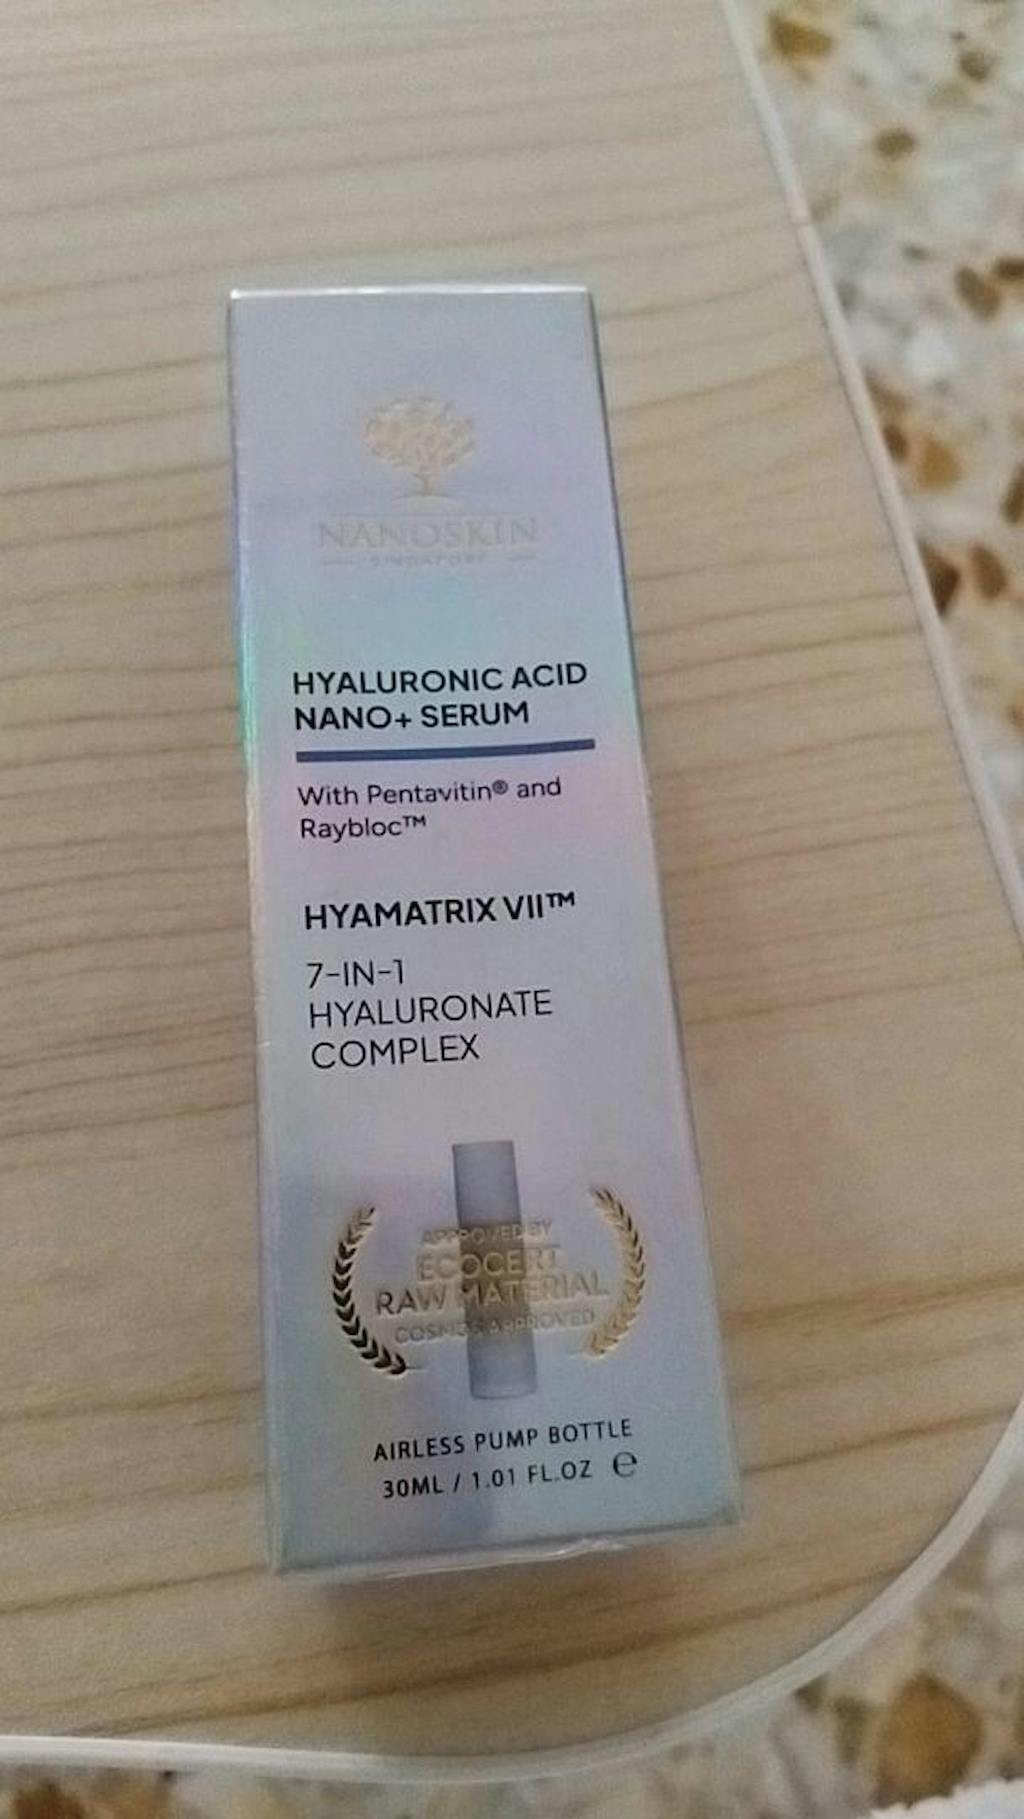 NANOSKIN
SINGAPORE
HYALURONIC ACID
NANO+ SERUM
With Pentavitin® and
Raybloc™
HYAMATRIX VII™
7-IN-1
HYALURONATE
COMPLEX
APPROVED BY
ECOCERT
RAW MATERIAL
COSMOS APPROVED
AIRLESS PUMP BOTTLE
30ML / 1.01 FL.OZ ℮